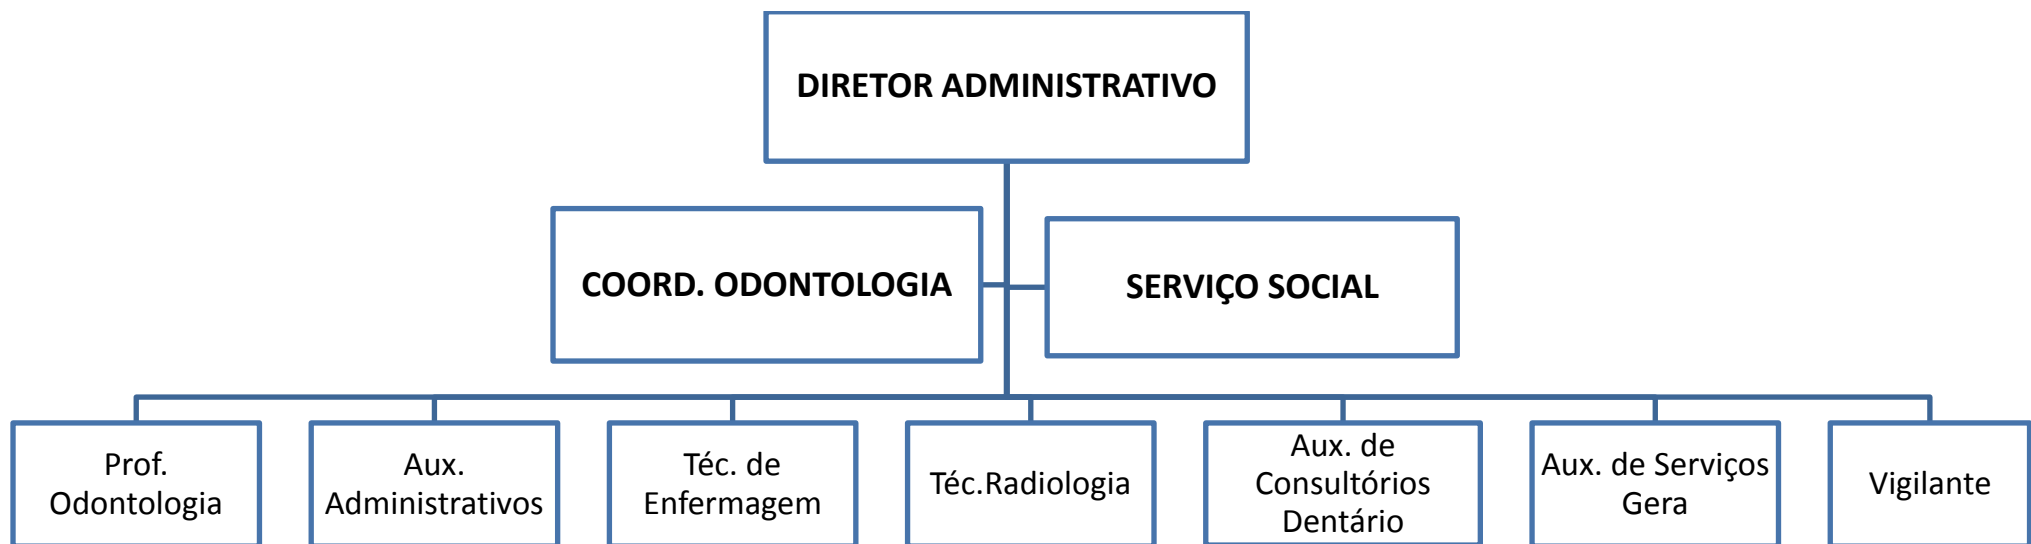 DIRETOR ADMINISTRATIVO
COORD. ODONTOLOGIA
SERVIÇO SOCIAL
Prof.
Odontologia
Aux.
Administrativos
Téc. de
Enfermagem
Téc.Radiologia
Aux. de
Consultórios
Dentário
Aux. de Serviços
Gera
Vigilante